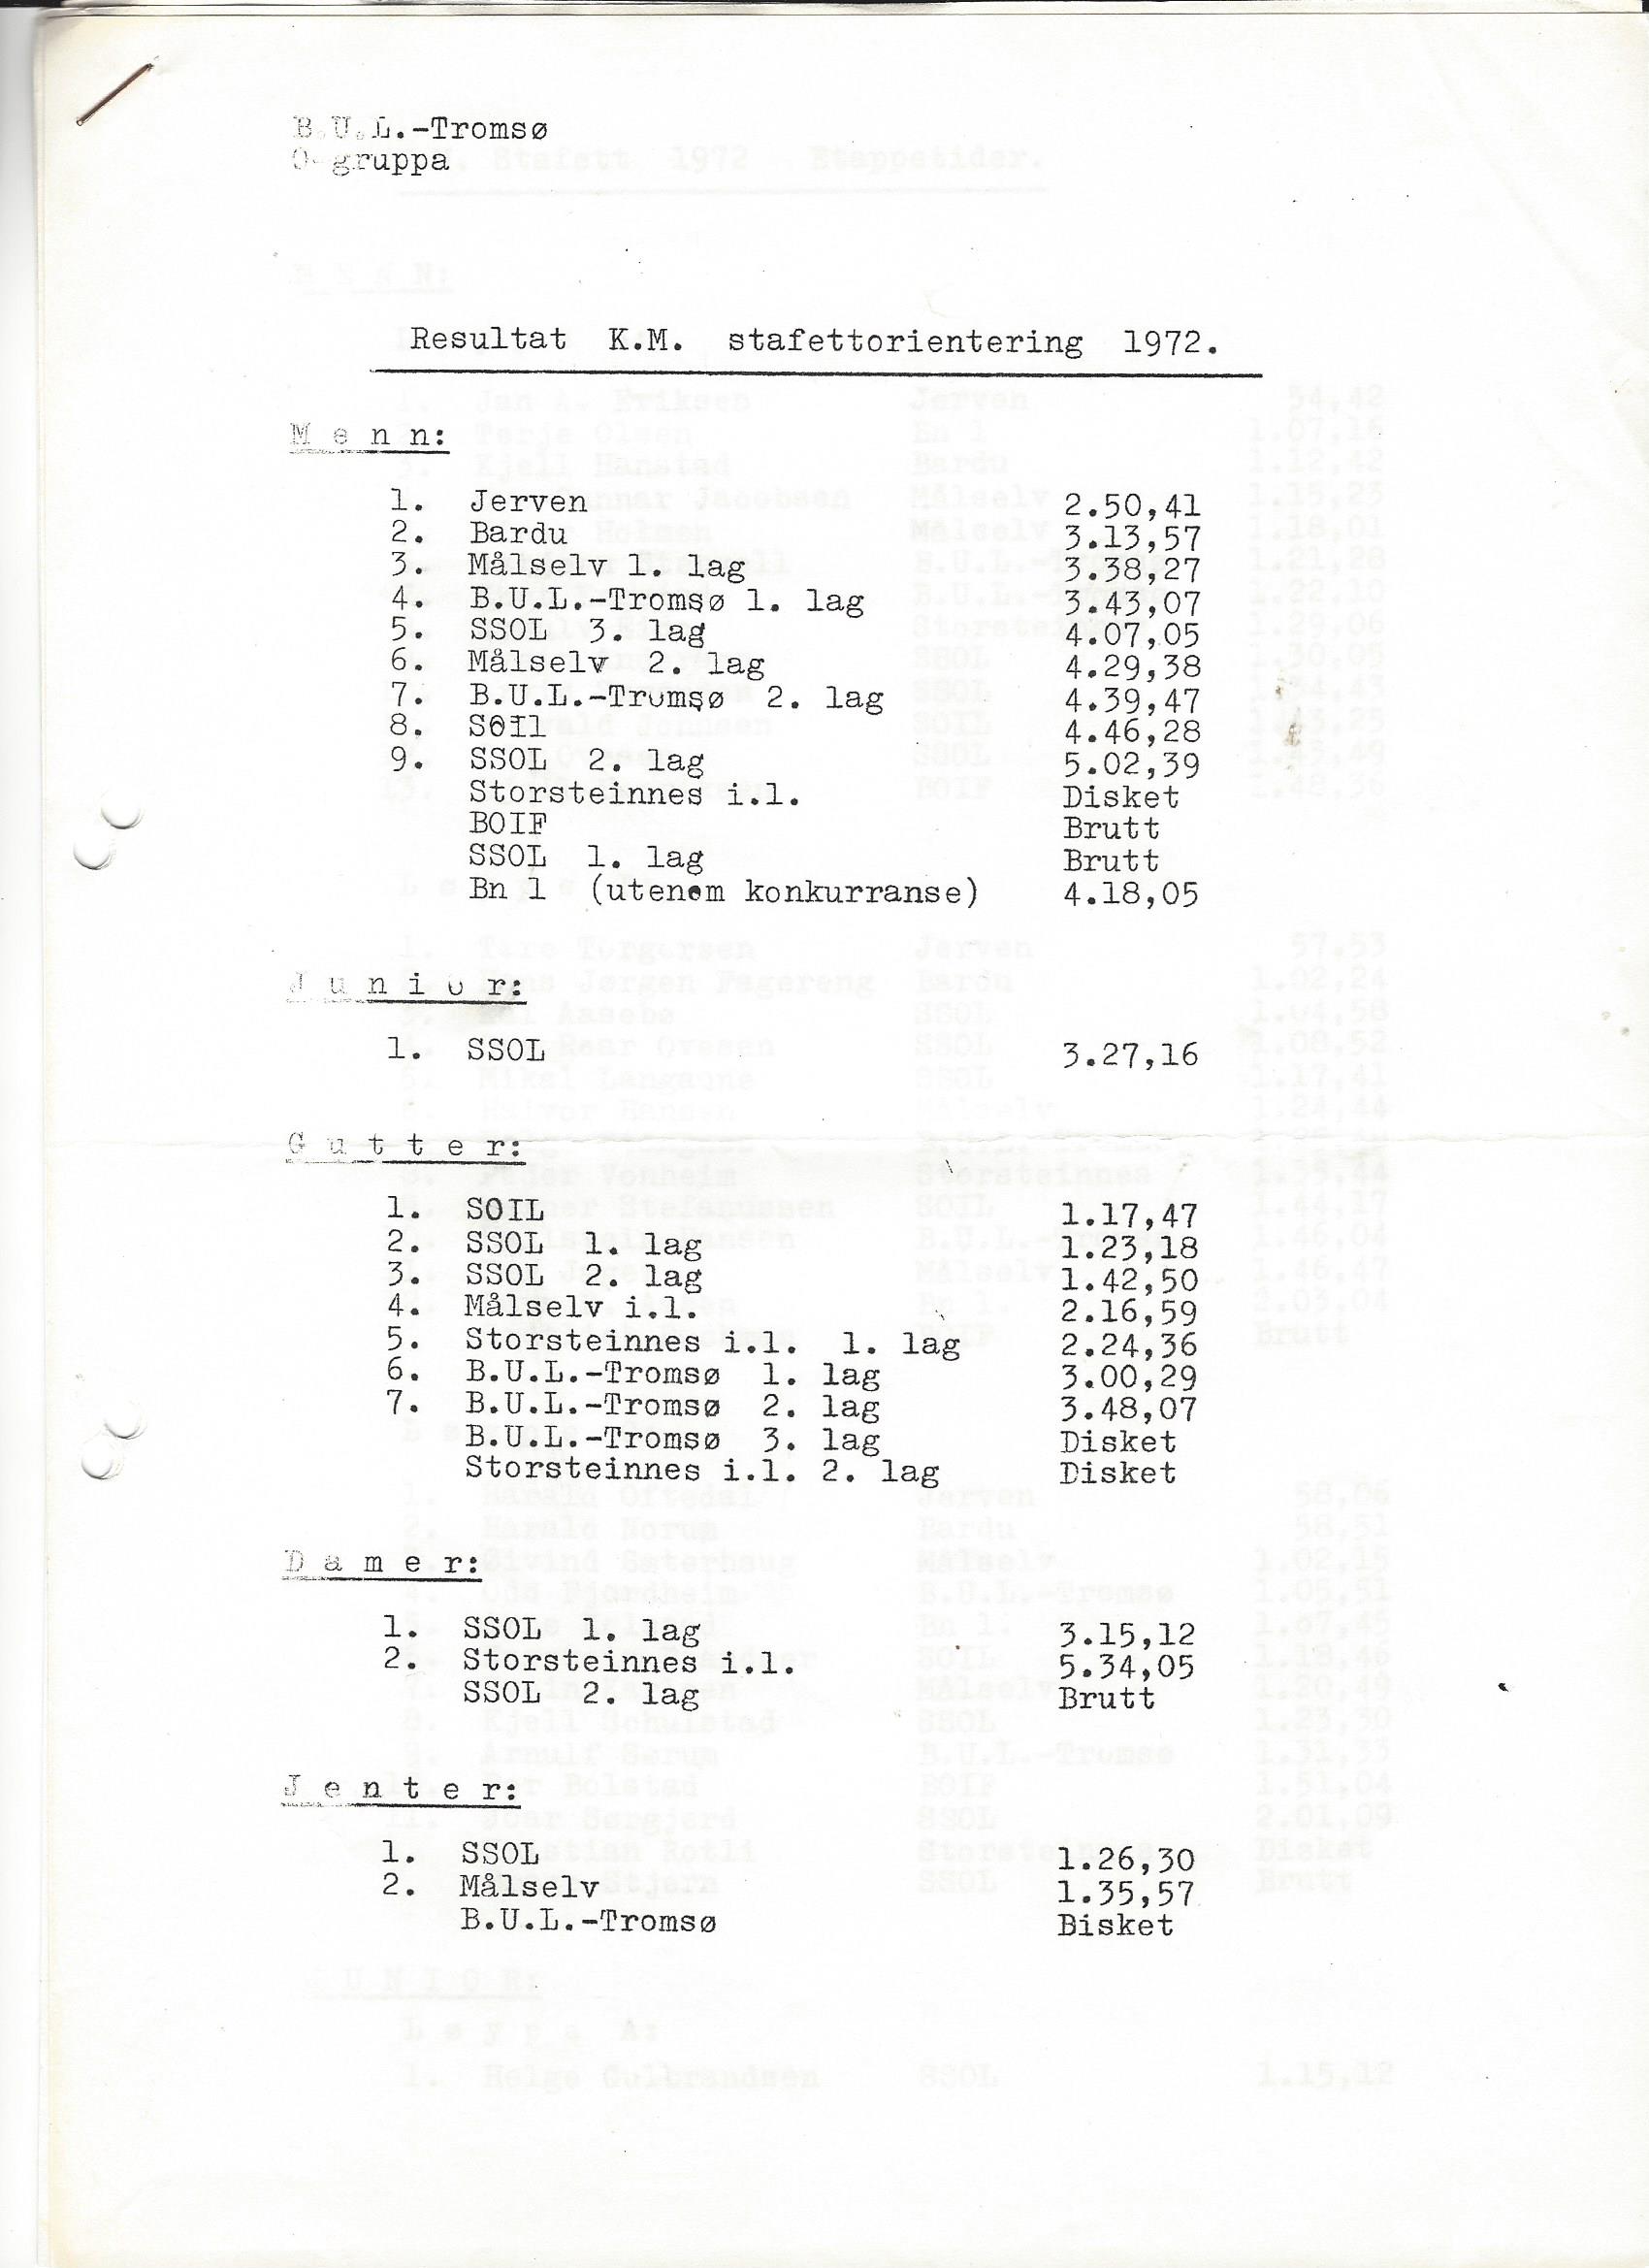 B.U.L.-Tromsø
O-gruppa
Resultat K.M. stafettorientering 1972.
Menn:
1. Jerven 2.50,41
2. Bardu 3.13,57
3. Målselv 1. lag 3.38,27
4. B.U.L.-Tromsø 1. lag 3.43,07
5. SSOL 3. lag 4.07,05
6. Målselv 2. lag 4.29,38
7. B.U.L.-Tromsø 2. lag 4.39,47
8. SOIl 4.46,28
9. SSOL 2. lag 5.02,39
Storsteinnes i.l. Disket
BOIF Brutt
SSOL 1. lag Brutt
Bn 1 (utenom konkurranse) 4.18,05
Junior:
1. SSOL 3.27,16
Gutter:
1. SOIL 1.17,47
2. SSOL 1. lag 1.23,18
3. SSOL 2. lag 1.42,50
4. Målselv i.l. 2.16,59
5. Storsteinnes i.l. 1. lag 2.24,36
6. B.U.L.-Tromsø 1. lag 3.00,29
7. B.U.L.-Tromsø 2. lag 3.48,07
B.U.L.-Tromsø 3. lag Disket
Storsteinnes i.l. 2. lag Disket
Damer:
1. SSOL 1. lag 3.15,12
2. Storsteinnes i.l. 5.34,05
SSOL 2. lag Brutt
Jenter:
1. SSOL 1.26,30
2. Målselv 1.35,57
B.U.L.-Tromsø Bisket